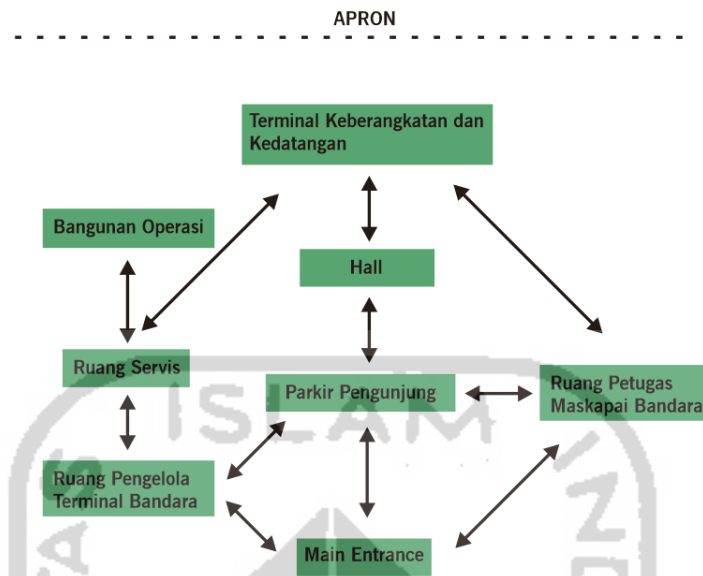 APRON
Terminal Keberangkatan dan
Kedatangan
Bangunan Operasi
Hall
Ruang Servis
Parkir Pengunjung
Ruang Petugas
Maskapai Bandara
Ruang Pengelola
Terminal Bandara
Main Entrance
ISLAM